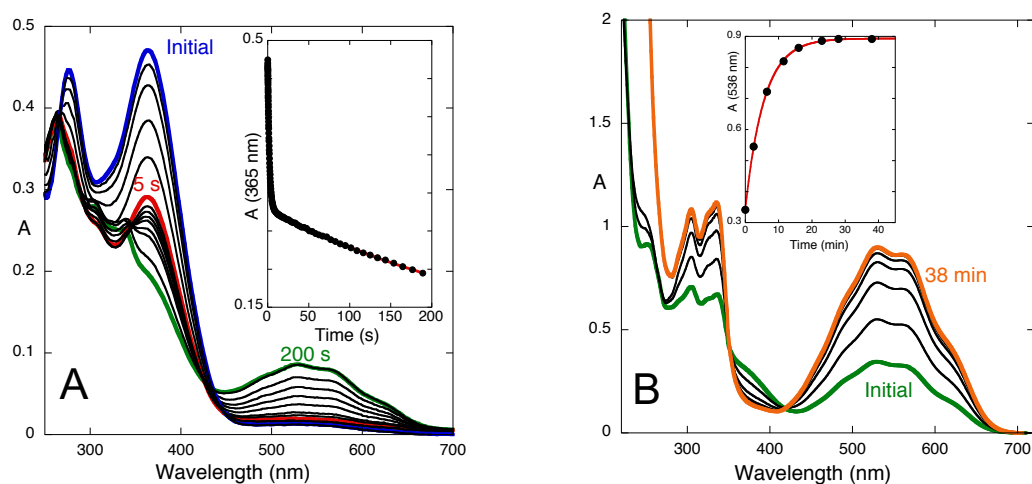 0.5
0.4
0.3
0.2
0.1
0
A
300
400
500
600
700
Wavelength (nm)
Initial
5 s
200 s
A
0.5
0.15
A (365 nm)
0
50
100
150
200
Time (s)
2
1.5
1
0.5
0
A
300
400
500
600
700
Wavelength (nm)
38 min
Initial
B
0.9
0.6
0.3
A (536 nm)
0
10
20
30
40
Time (min)